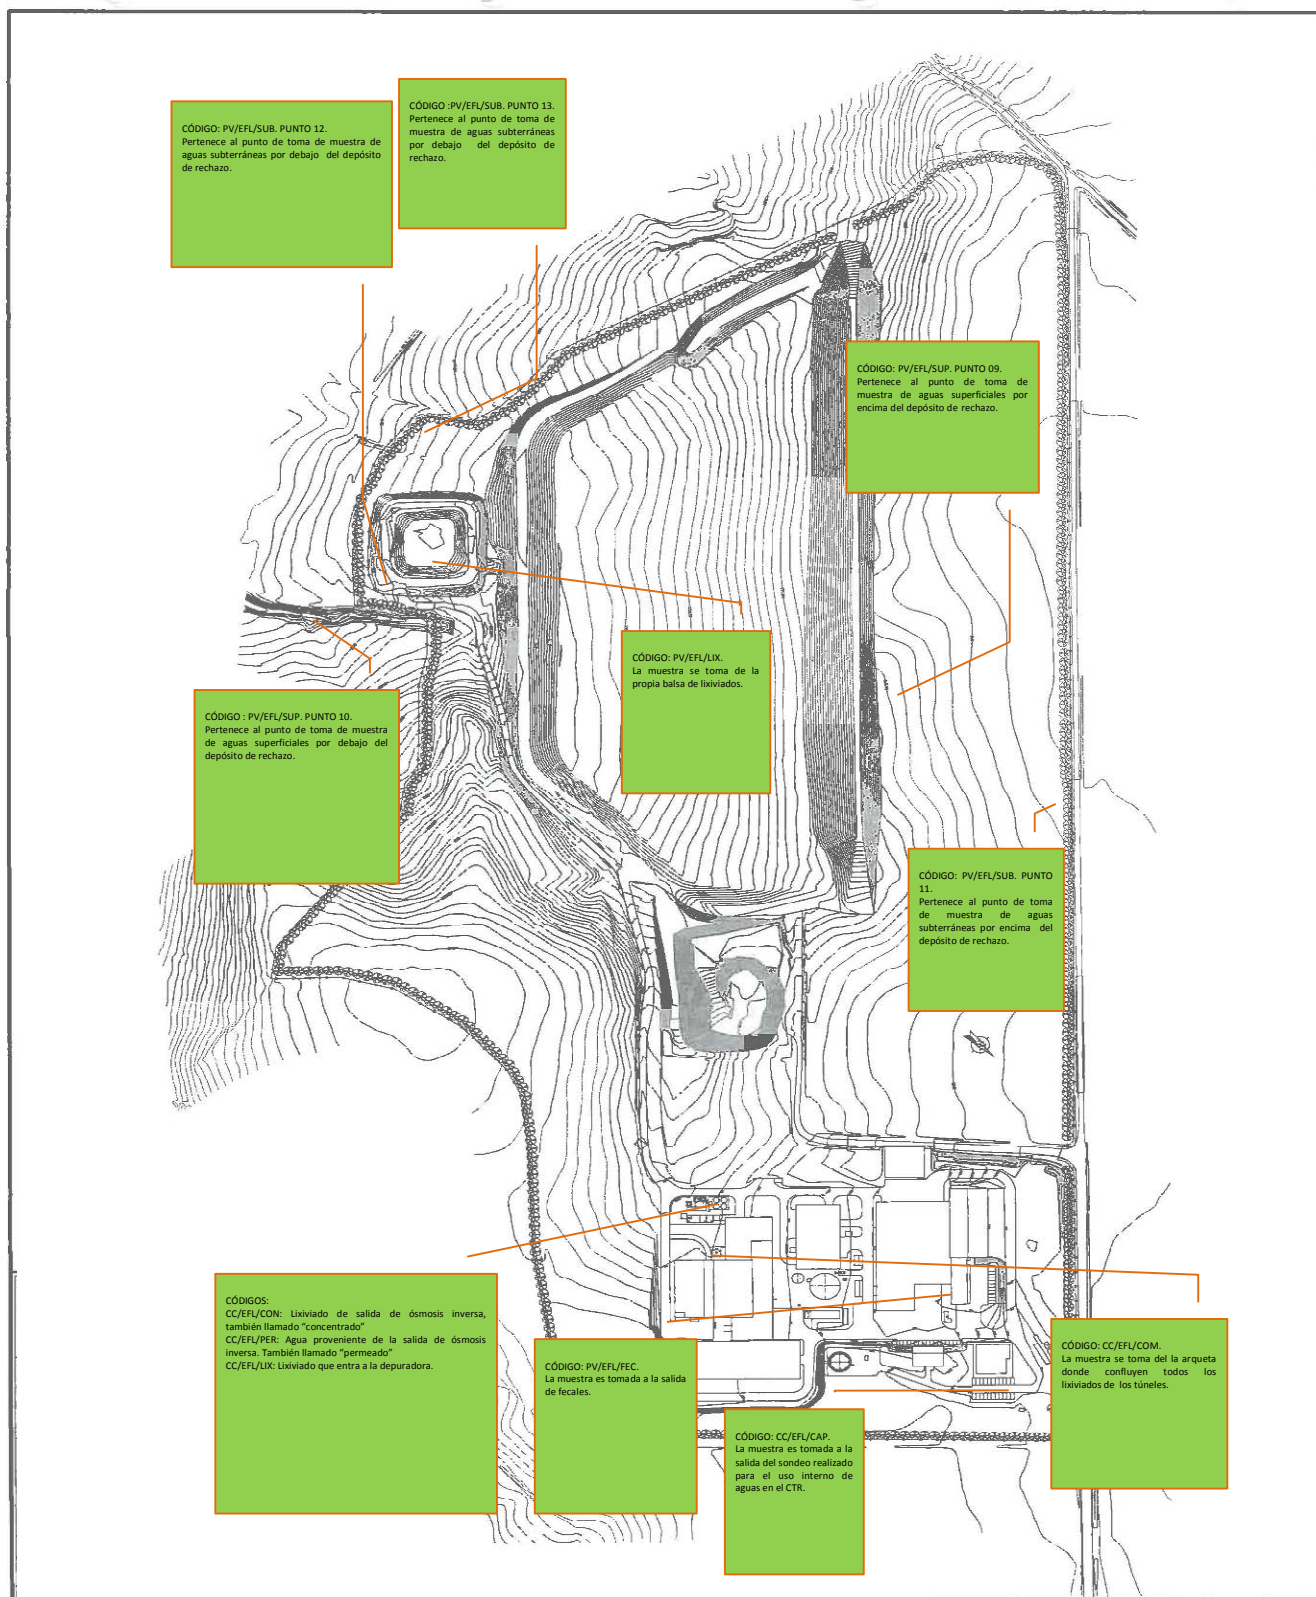 CÓDIGO: PV/EFL/SUB. PUNTO 12.
Pertenece al punto de toma de muestra de
aguas subterráneas por debajo del depósito
de rechazo.
CÓDIGO :PV/EFL/SUB. PUNTO 13.
Pertenece al punto de toma de
muestra de aguas subterráneas
por debajo del depósito de
rechazo.
CÓDIGO: PV/EFL/SUP. PUNTO 09.
Pertenece al punto de toma de
muestra de aguas superficiales por
encima del depósito de rechazo.
CÓDIGO: PV/EFL/LIX.
La muestra se toma de la
propia balsa de lixiviados.
CÓDIGO : PV/EFL/SUP. PUNTO 10.
Pertenece al punto de toma de muestra
de aguas superficiales por debajo del
depósito de rechazo.
CÓDIGO: PV/EFL/SUB. PUNTO
11.
Pertenece al punto de toma
de muestra de aguas
subterráneas por encima del
depósito de rechazo.
CÓDIGOS:
CC/EFL/CON: Lixiviado de salida de ósmosis inversa,
también llamado “concentrado”
CC/EFL/PER: Agua proveniente de la salida de ósmosis
inversa. También llamado “permeado”
CC/EFL/LIX: Lixiviado que entra a la depuradora.
CÓDIGO: PV/EFL/FEC.
La muestra es tomada a la salida
de fecales.
CÓDIGO: CC/EFL/CAP.
La muestra es tomada a la
salida del sondeo realizado
para el uso interno de
aguas en el CTR.
CÓDIGO: CC/EFL/COM.
La muestra se toma del la arqueta
donde confluyen todos los
lixiviados de los túneles.